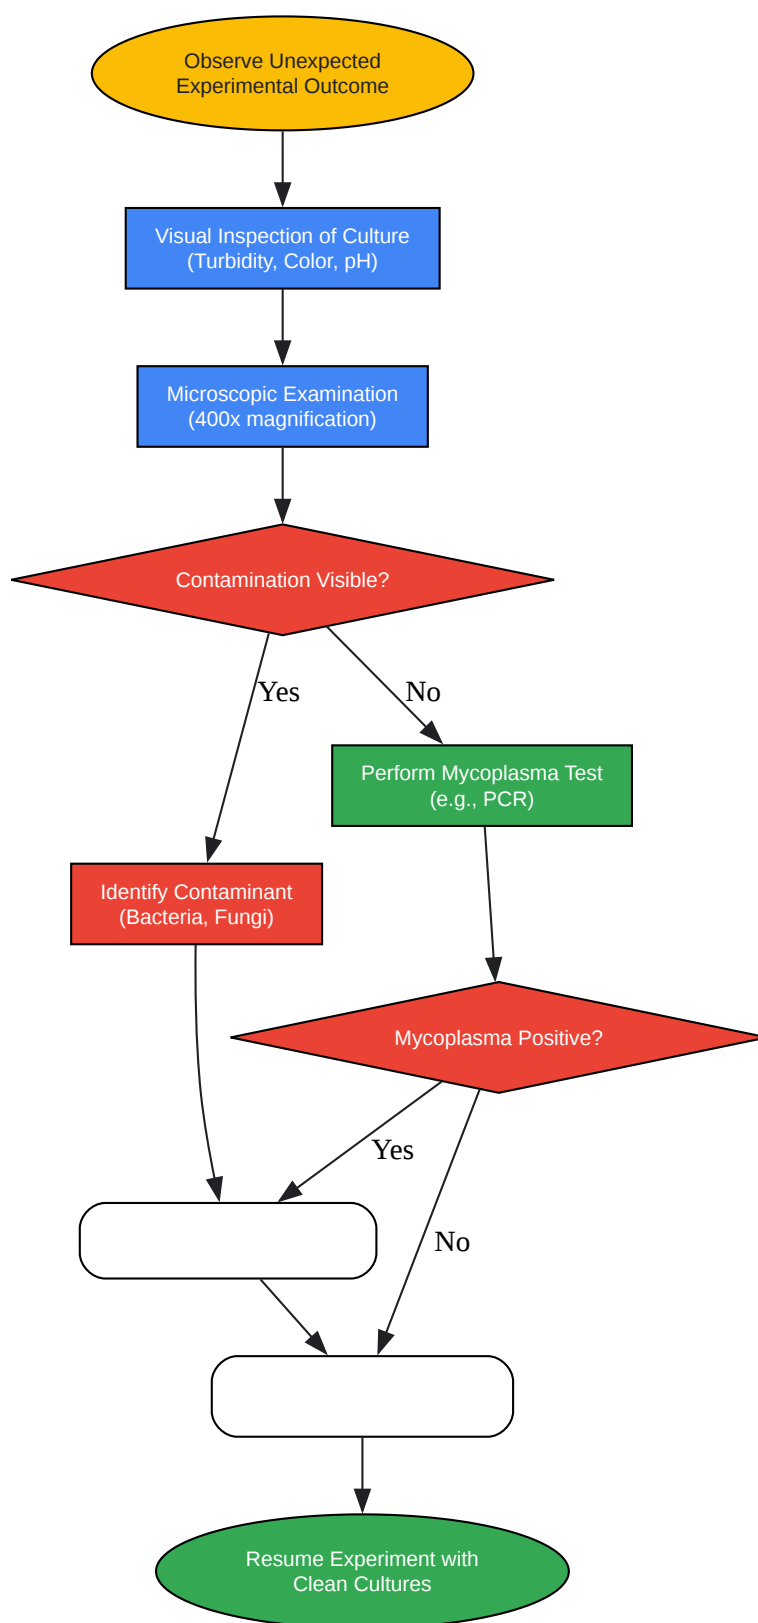 Observe Unexpected
Experimental Outcome
Visual Inspection of Culture
(Turbidity, Color, pH)
Microscopic Examination
(400x magnification)
Contamination Visible?
Yes
No
Perform Mycoplasma Test
(e.g., PCR)
Identify Contaminant
(Bacteria, Fungi)
Mycoplasma Positive?
Yes
No
Resume Experiment with
Clean Cultures